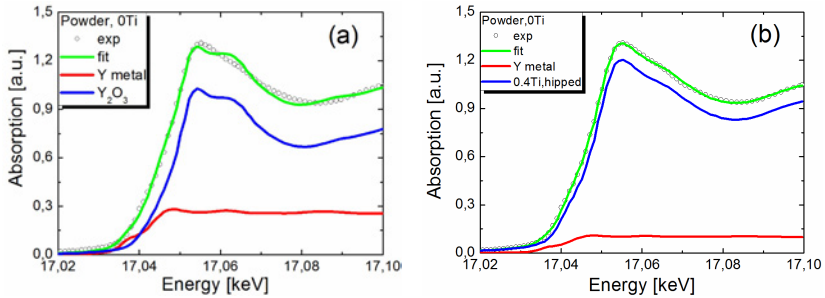 (a)
Powder, 0Ti
exp
fit
Y metal
Y2O3
1,5
1,2
0,9
0,6
0,3
0,0
Absorption [a.u.]
17,02 17,04 17,06 17,08 17,10
Energy [keV]
(b)
Powder,0Ti
exp
fit
Y metal
0.4Ti,hipped
1,5
1,2
0,9
0,6
0,3
0,0
Absorption [a.u.]
17,02 17,04 17,06 17,08 17,10
Energy [keV]